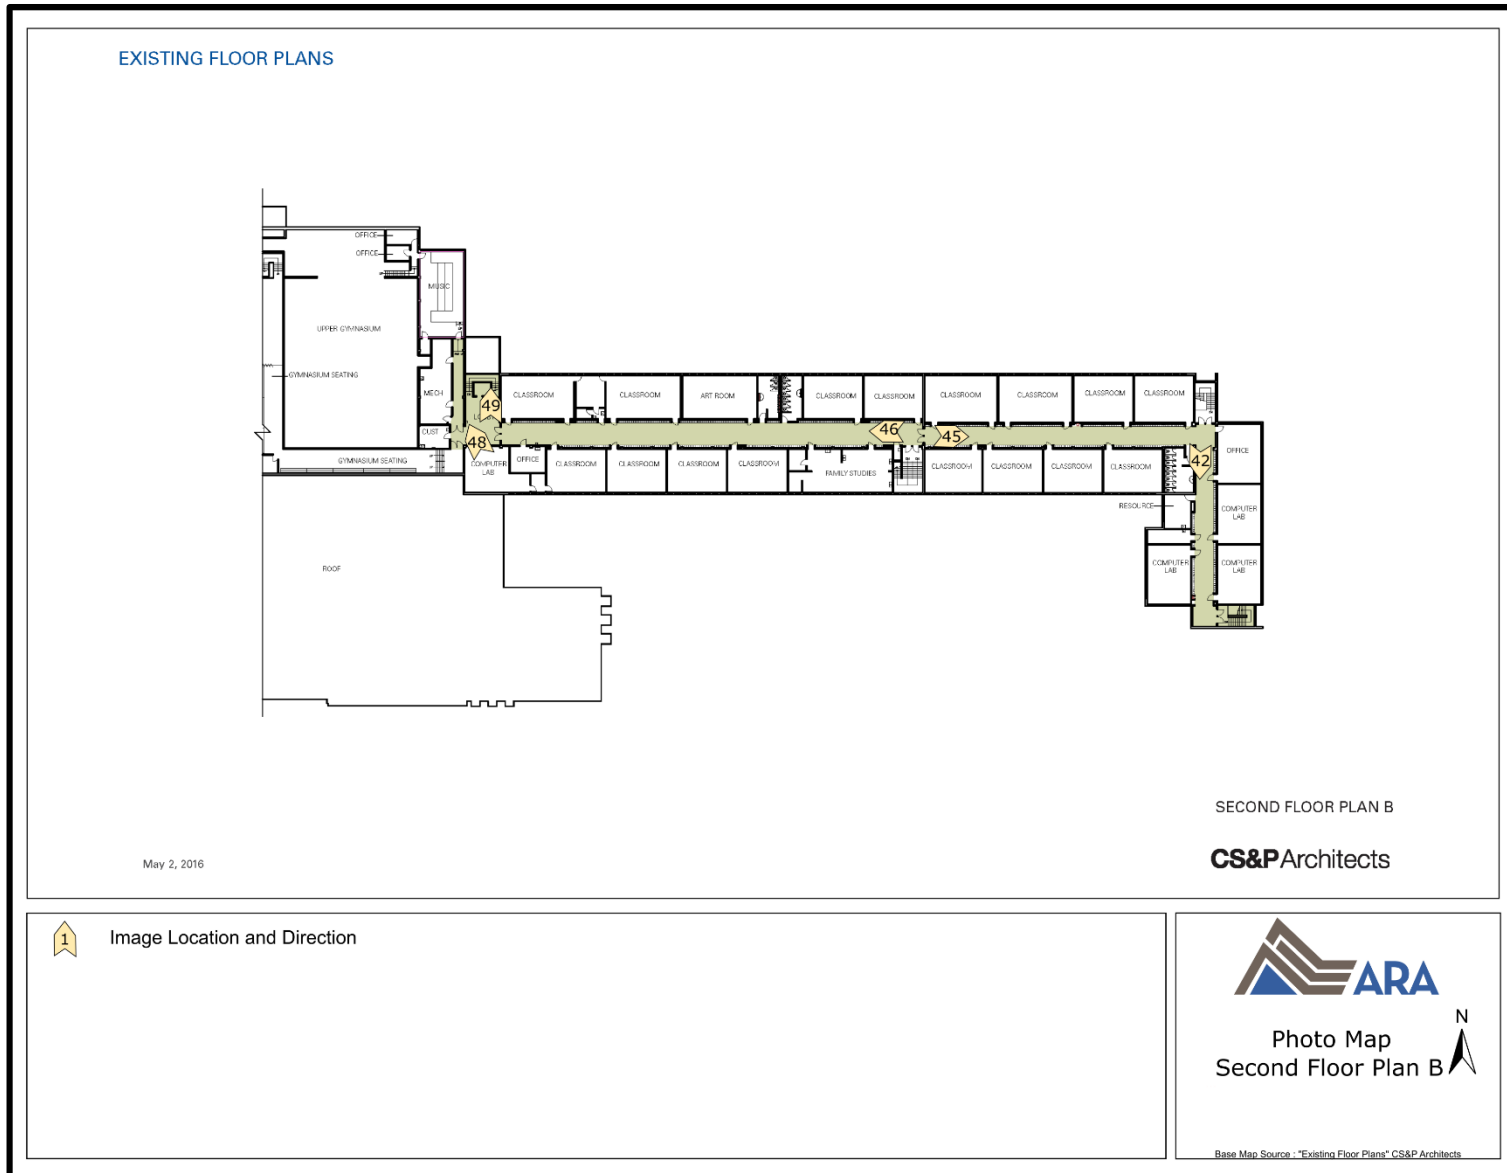 EXISTING FLOOR PLANS
OFFICE
OFFICE
MUSIC
UPPER GYMNASIUM
GYMNASIUM SEATING
MECH
CUST
GYMNASIUM SEATING
49
48
CLASSROOM
CLASSROOM
ART ROOM
CLASSROOM
CLASSROOM
CLASSROOM
CLASSROOM
CLASSROOM
CLASSROOM
46
45
42
COMPUTER
LAB
OFFICE
CLASSROOM
CLASSROOM
CLASSROOM
CLASSROOM
FAMILY STUDIES
CLASSROOM
CLASSROOM
CLASSROOM
CLASSROOM
OFFICE
RESOURCE
COMPUTER
LAB
COMPUTER
LAB
COMPUTER
LAB
ROOF
SECOND FLOOR PLAN B
May 2, 2016
CS&P Architects
1
Image Location and Direction
ARA
N
Photo Map
Second Floor Plan B
Base Map Source : "Existing Floor Plans" CS&P Architects